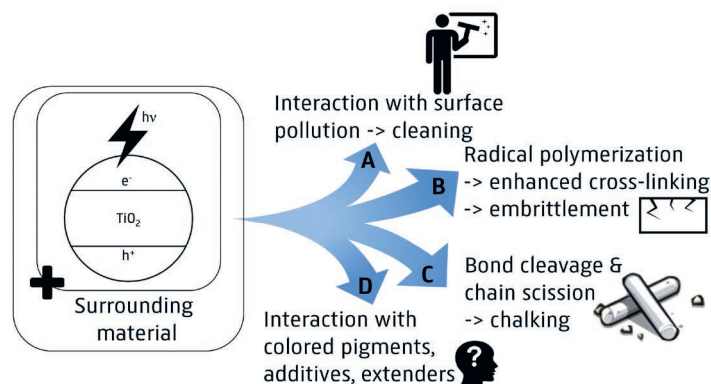 hν
e-
TiO₂
h+
Surrounding
material
Interaction with surface
pollution -> cleaning
A
Radical polymerization
-> enhanced cross-linking
-> embrittlement
B
Bond cleavage &
chain scission
-> chalking
C
D
Interaction with
colored pigments,
additives, extenders
?